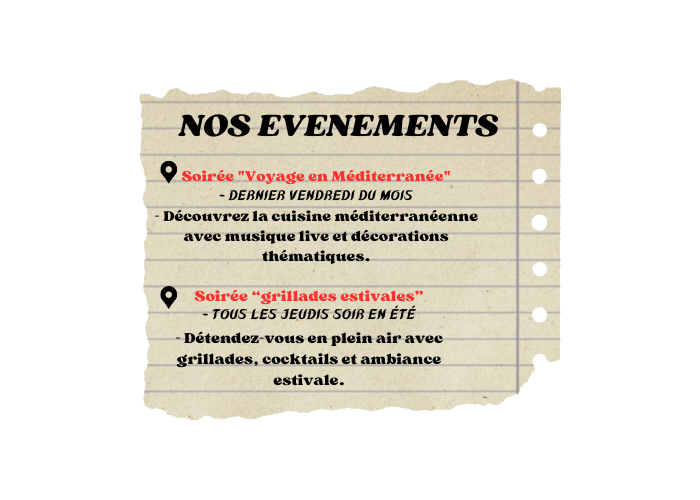 NOS EVENEMENTS
Soirée "Voyage en Méditerranée"
- DERNIER VENDREDI DU MOIS
- Découvrez la cuisine méditerranéenne
avec musique live et décorations
thématiques.
Soirée “grillades estivales”
- TOUS LES JEUDIS SOIR EN ÉTÉ
- Détendez-vous en plein air avec
grillades, cocktails et ambiance
estivale.